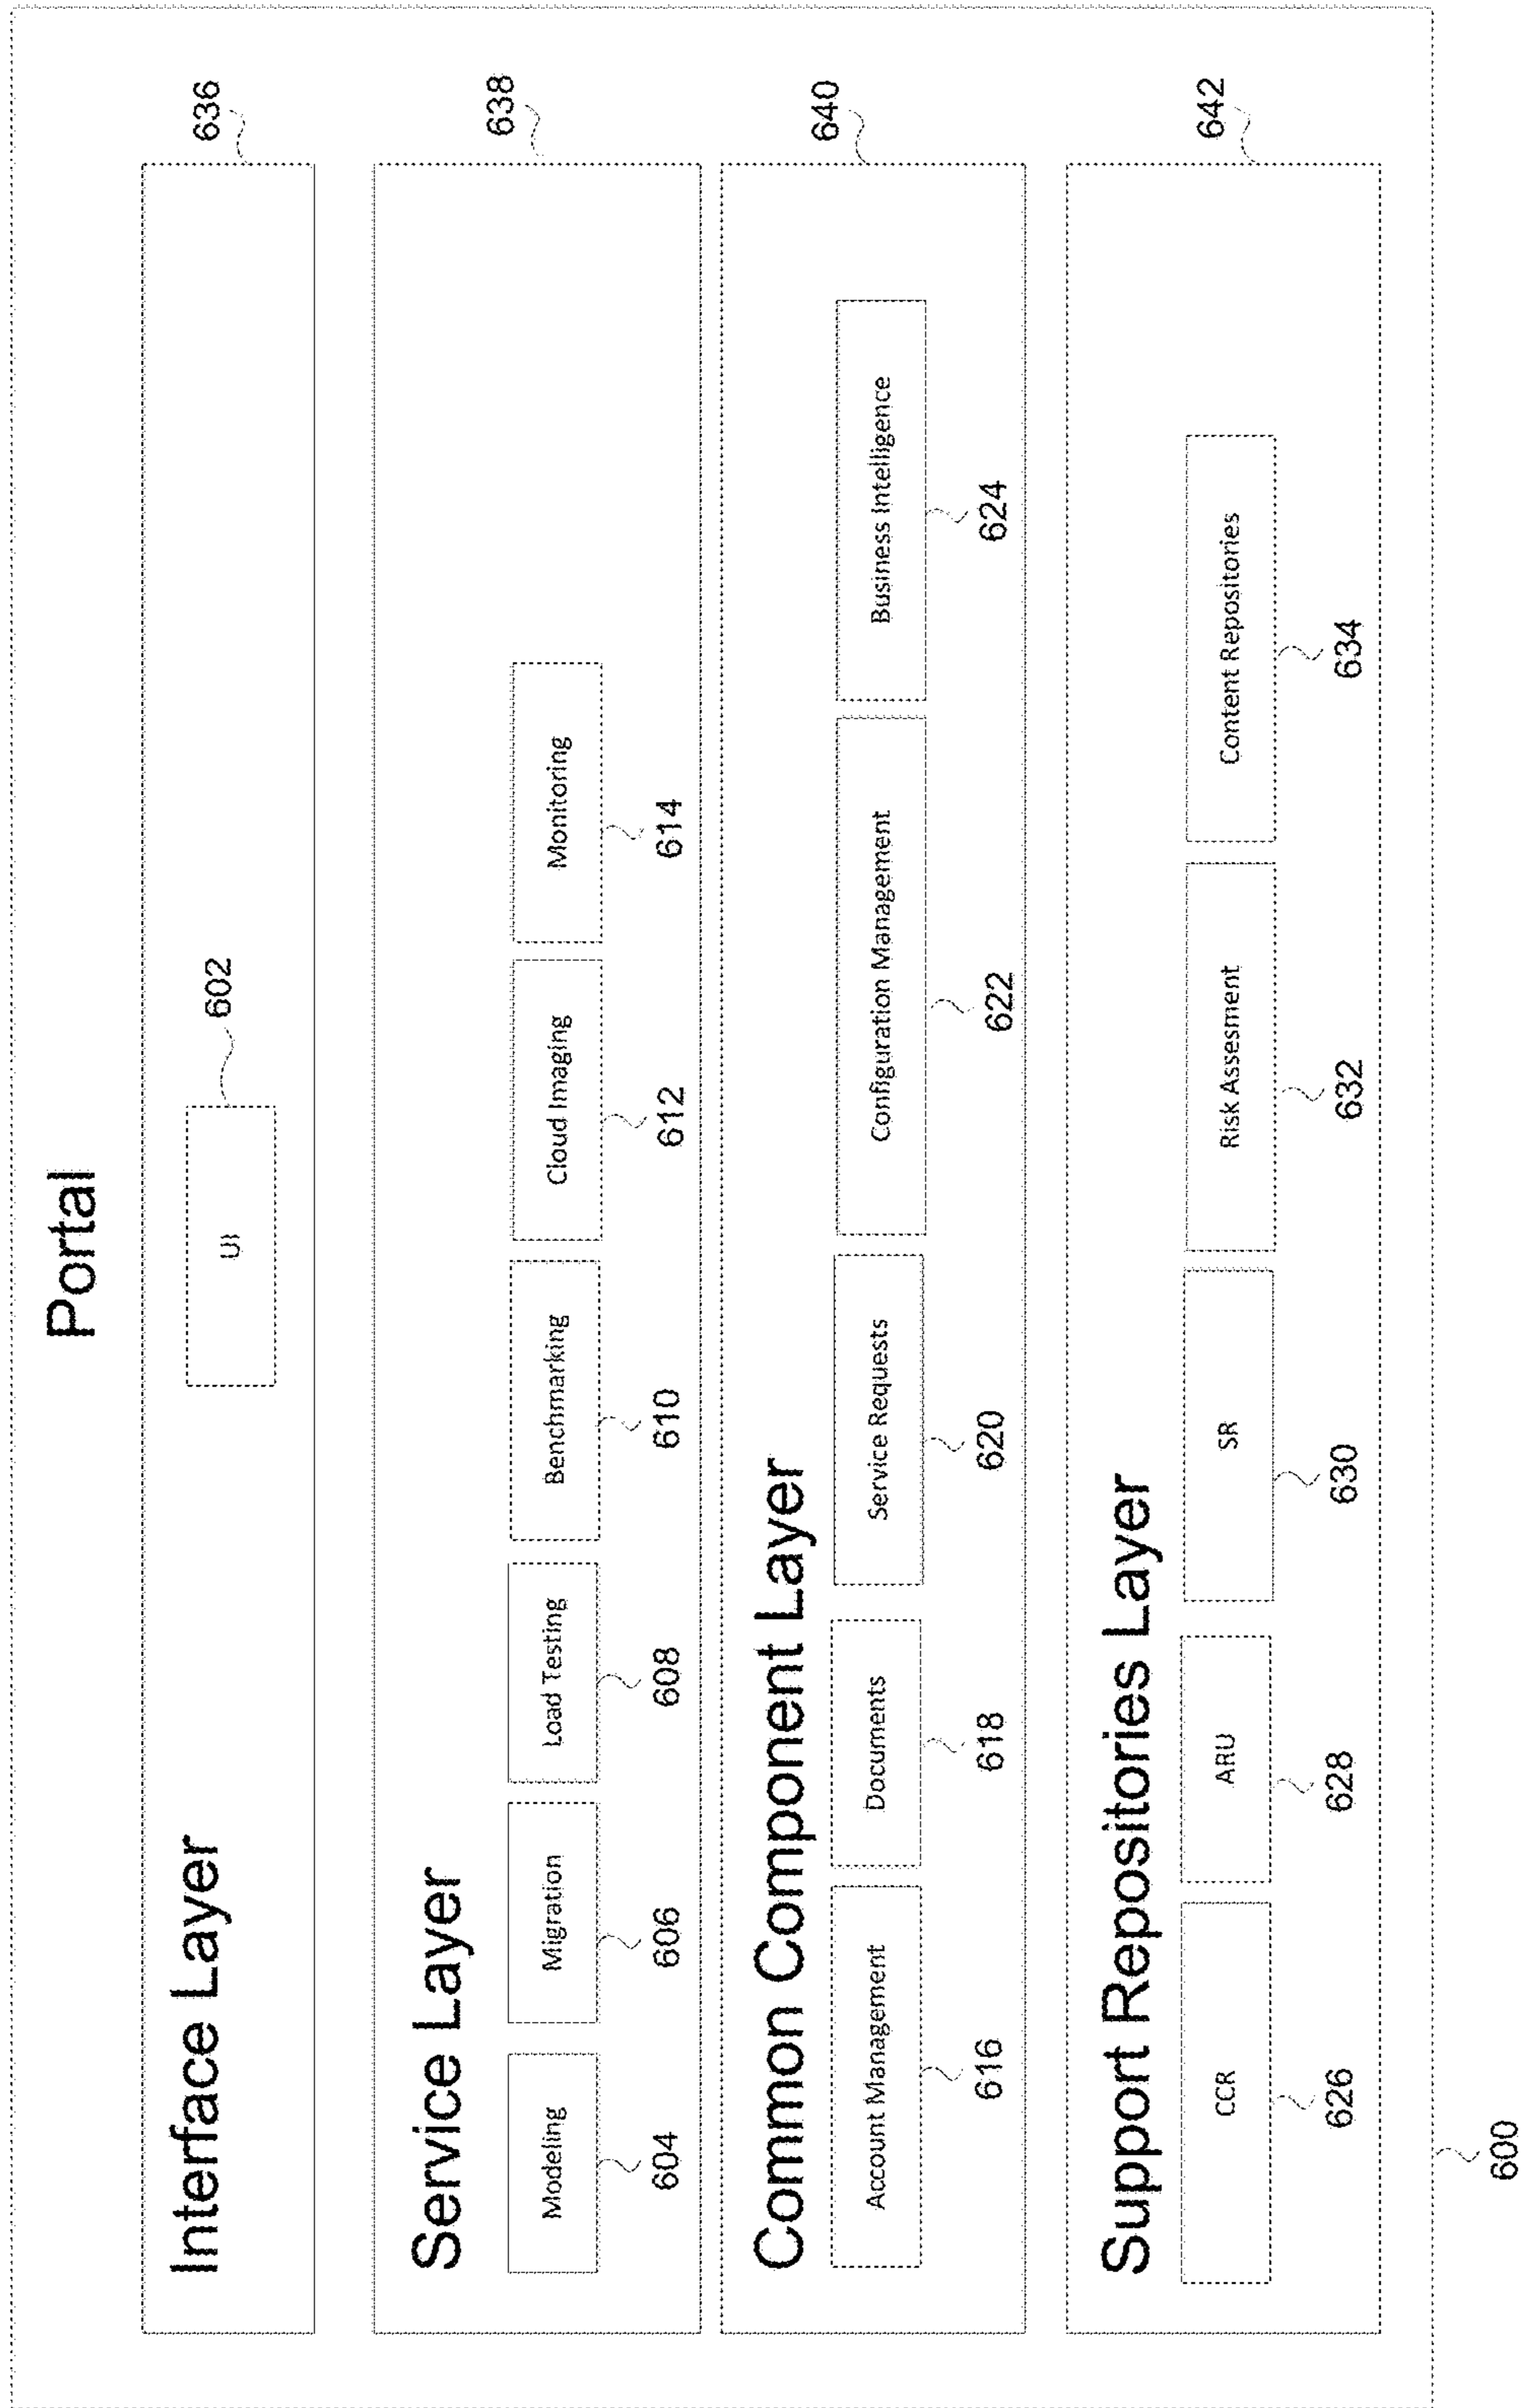 Portal
Interface Layer
636
UI
602
Service Layer
638
Modeling
Migration
Load Testing
Benchmarking
Cloud Imaging
Monitoring
604
606
608
610
612
614
Common Component Layer
640
Account Management
Documents
Service Requests
Configuration Management
Business Intelligence
616
618
620
622
624
Support Repositories Layer
642
CCR
ARU
SR
Risk Assesment
Content Repositories
626
628
630
632
634
600